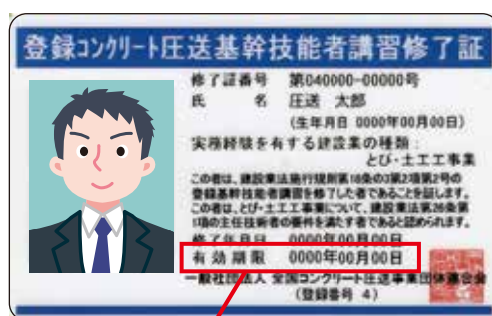 登録コンクリート圧送基幹技能者講習修了証
修了証番号 第040000-00000号
氏 名 圧送 太郎
(生年月日 0000年00月00日)
実務経験を有する建設業の種類:
とび・土工工事業
この者は、建設業法施行規則第18条の3第2項第2号の
登録基幹技能者講習を修了した者であることを証します。
この者は、とび・土工工事業について、建設業法第26条第
1項の主任技術者の要件を満たす者であると認められます。
修了年月日 0000年00月00日
有効期限 0000年00月00日
一般社団法人 全国コンクリート圧送事業団体連合会
(登録番号 4)